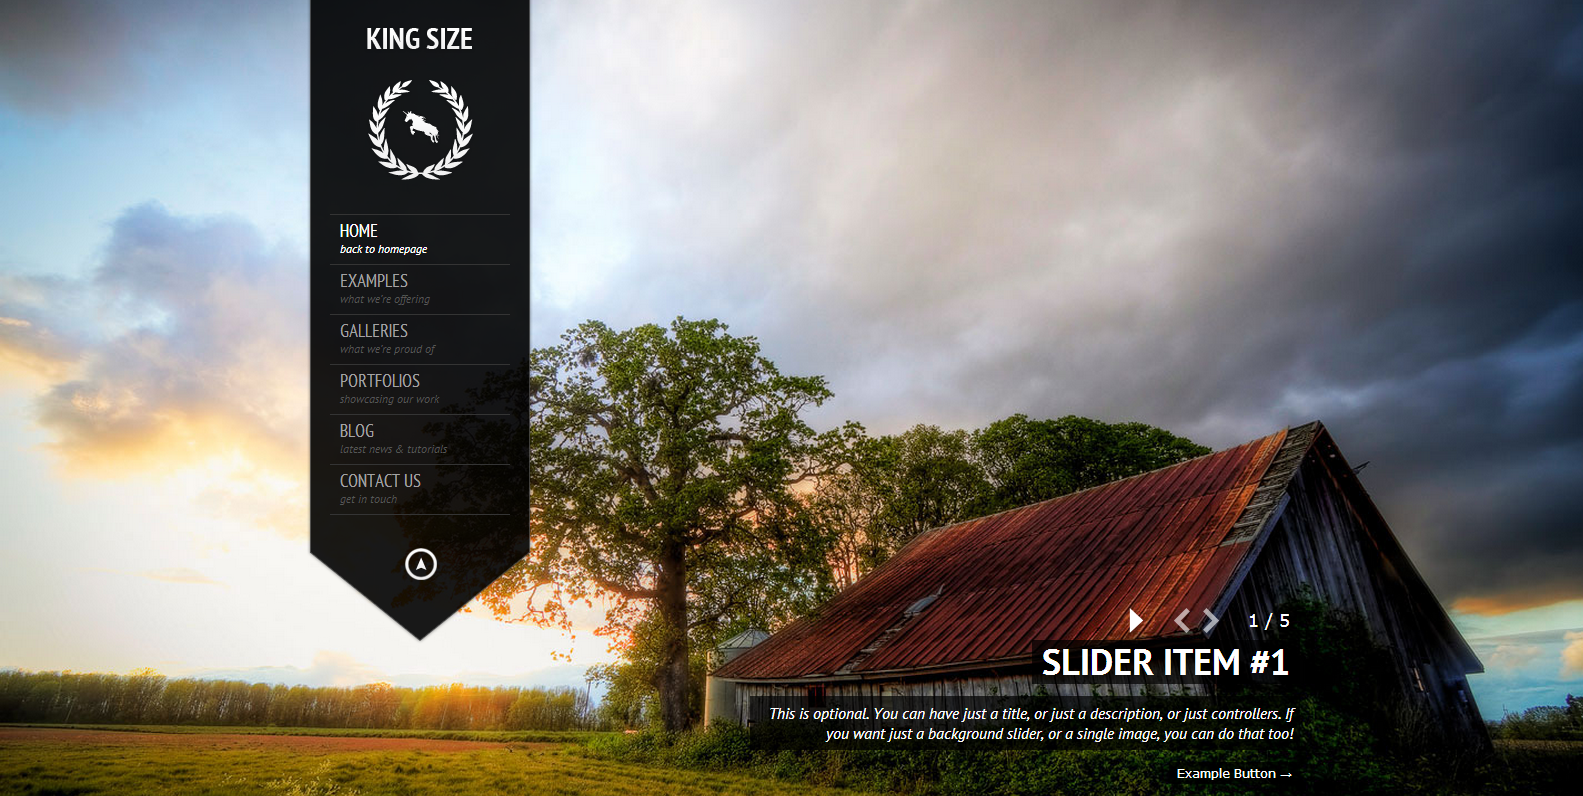 KING SIZE
HOME
back to homepage
EXAMPLES
what we're offering
GALLERIES
what we're proud of
PORTFOLIOS
showcasing our work
BLOG
latest news & tutorials
CONTACT US
get in touch
1 / 5
SLIDER ITEM #1
This is optional. You can have just a title, or just a description, or just controllers. If
you want just a background slider, or a single image, you can do that too!
Example Button →